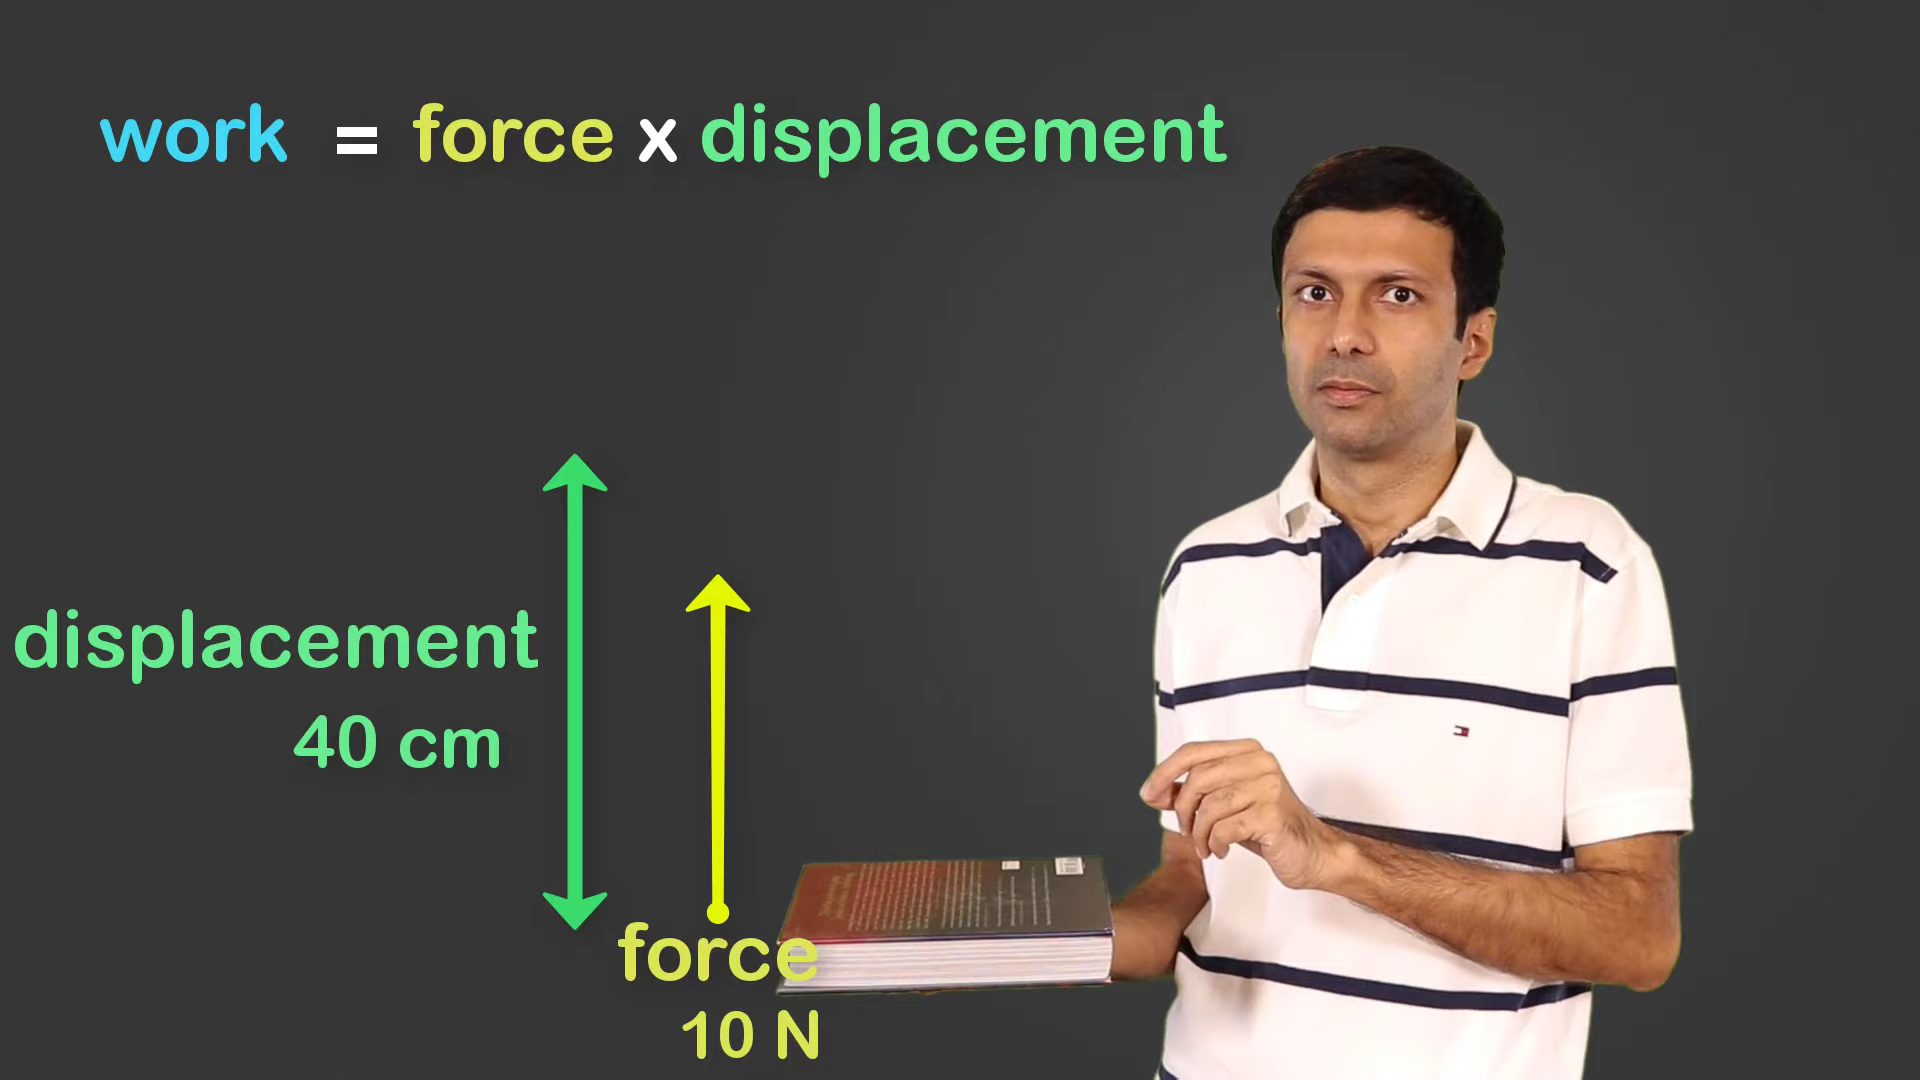 work = force x displacement
displacement
40 cm
force
10 N